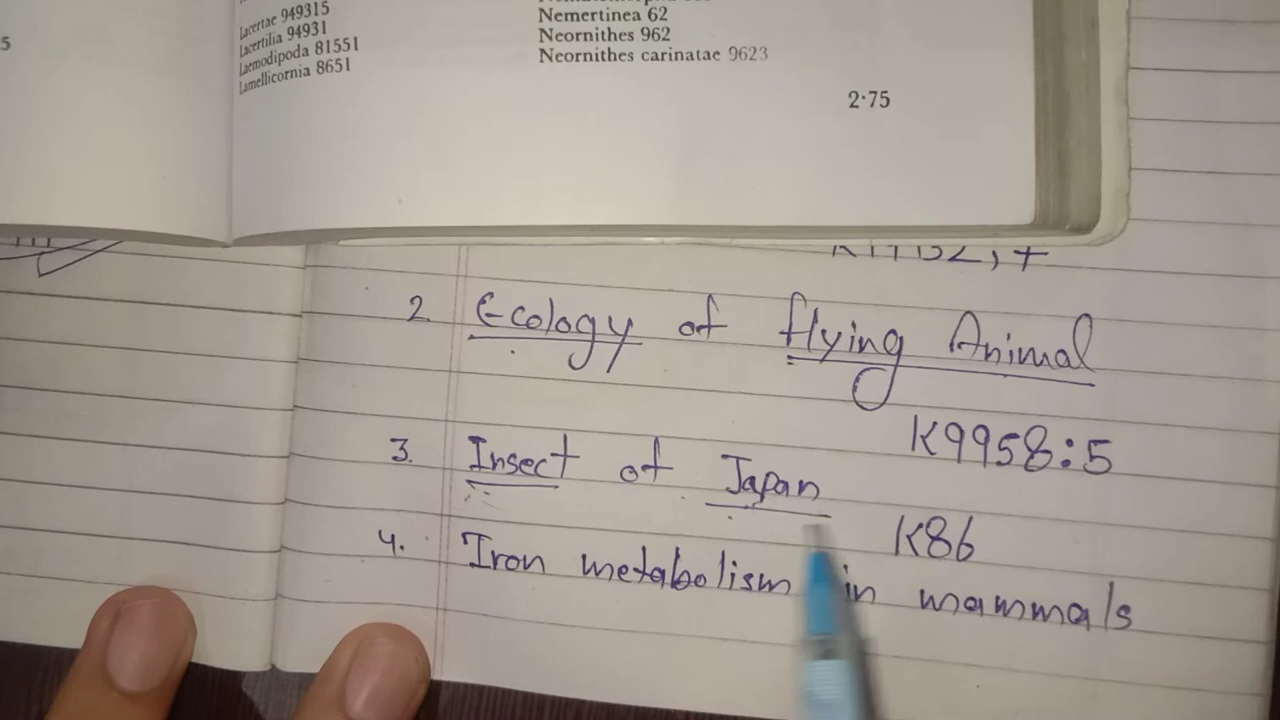 5
Lacertae 949315
Lacertilia 94931
Laemodipoda 81551
Lamellicornia 8651
Nemertinea 62
Neornithes 962
Neornithes carinatae 9623
2·75
2. Ecology of flying Animal
K9958:5
3. Insect of Japan
K86
4. Iron metabolism in mammals